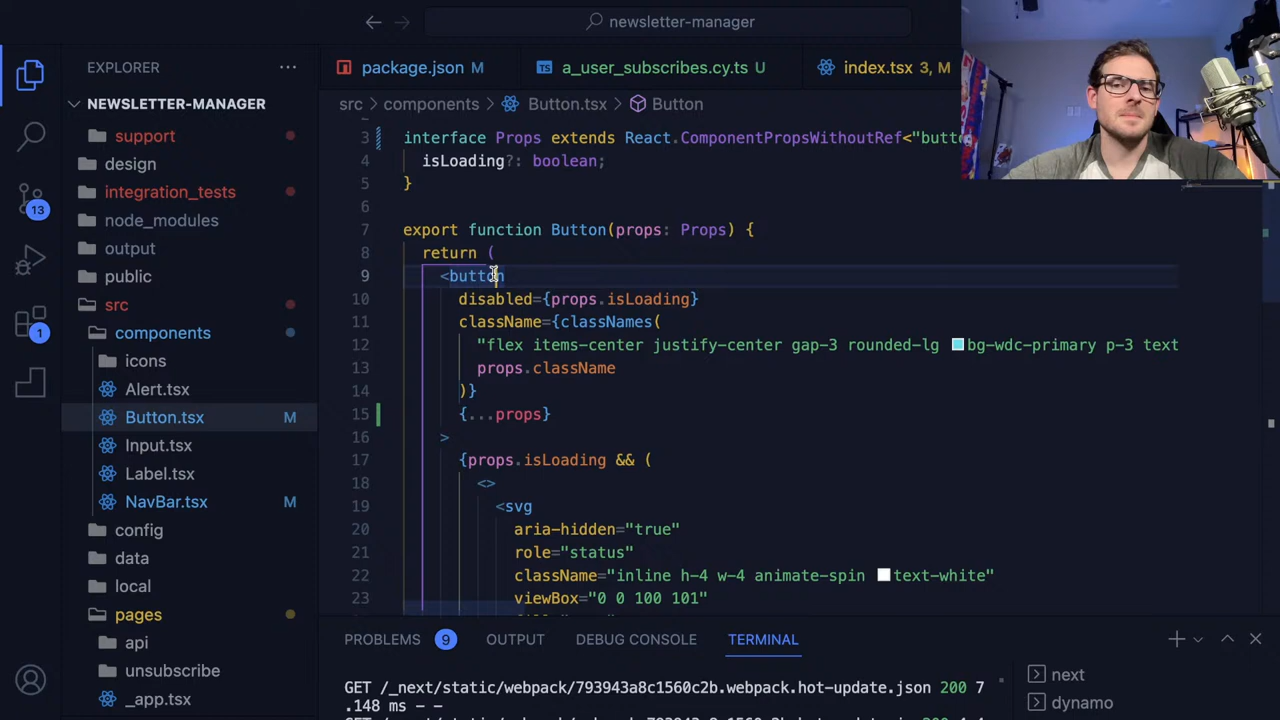 newsletter-manager
EXPLORER
NEWSLETTER-MANAGER
support
design
integration_tests
node_modules
output
public
src
components
icons
Alert.tsx
Button.tsx M
Input.tsx
Label.tsx
NavBar.tsx M
config
data
local
pages
api
unsubscribe
_app.tsx
13
1
package.json M
TS a_user_subscribes.cy.ts U
index.tsx 3, M
src > components > Button.tsx > Button
3 interface Props extends React.ComponentPropsWithoutRef<"butto
4 isLoading?: boolean;
5 }
6
7 export function Button(props: Props) {
8 return (
9 <button
10 disabled={props.isLoading}
11 className={classNames(
12 "flex items-center justify-center gap-3 rounded-lg bg-wdc-primary p-3 text
13 props.className
14 )}
15 {...props}
16 >
17 {props.isLoading && (
18 <>
19 <svg
20 aria-hidden="true"
21 role="status"
22 className="inline h-4 w-4 animate-spin text-white"
23 viewBox="0 0 100 101"
PROBLEMS 9 OUTPUT DEBUG CONSOLE TERMINAL
GET /_next/static/webpack/793943a8c1560c2b.webpack.hot-update.json 200 7
.148 ms - -
next
dynamo